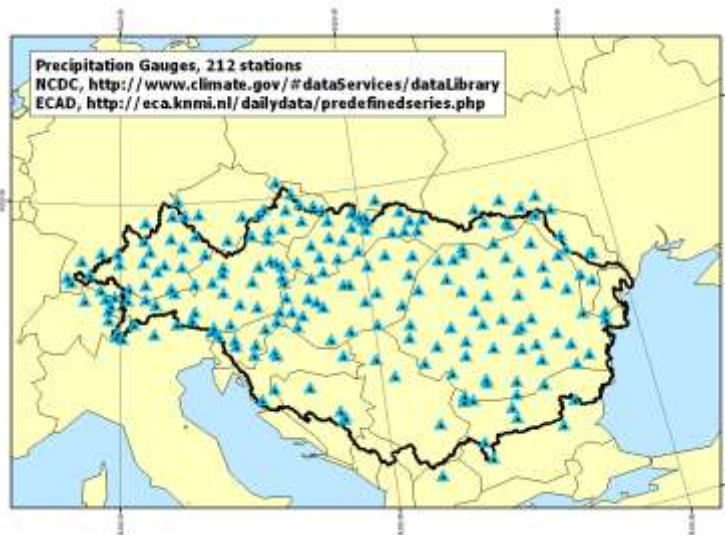 Precipitation Gauges, 212 stations
NCDC, http://www.climate.gov/#dataServices/dataLibrary
ECAD, http://eca.knmi.nl/dailydata/predefinedseries.php